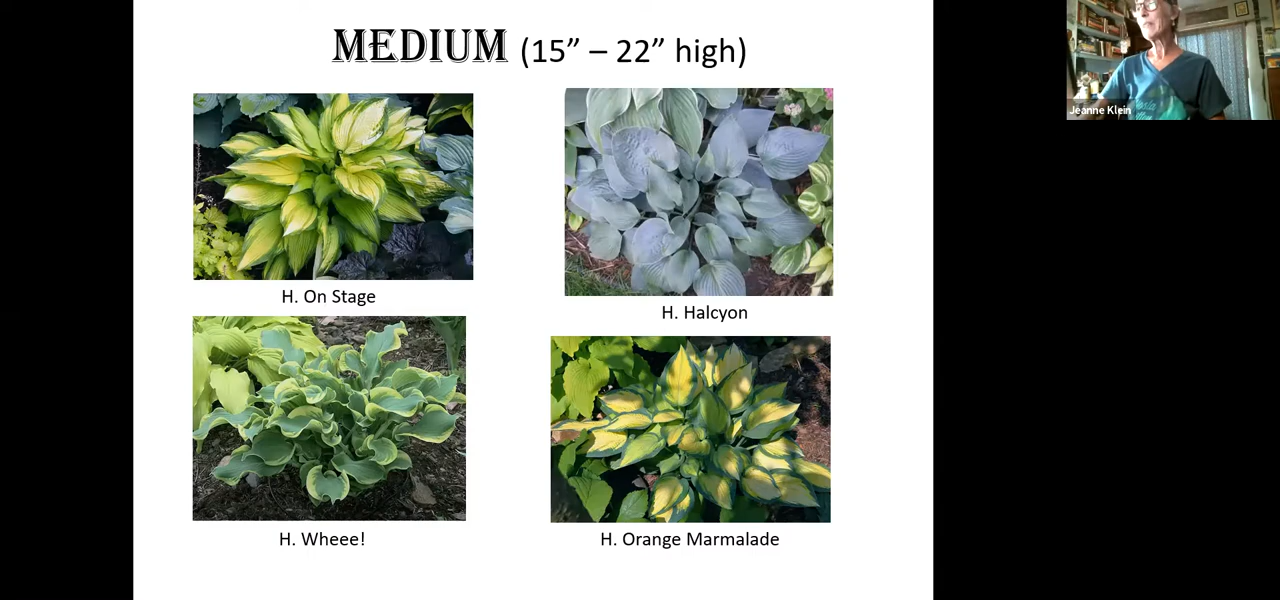 MEDIUM (15” – 22” high)
Jeanne Klein
H. On Stage
H. Halcyon
H. Wheee!
H. Orange Marmalade